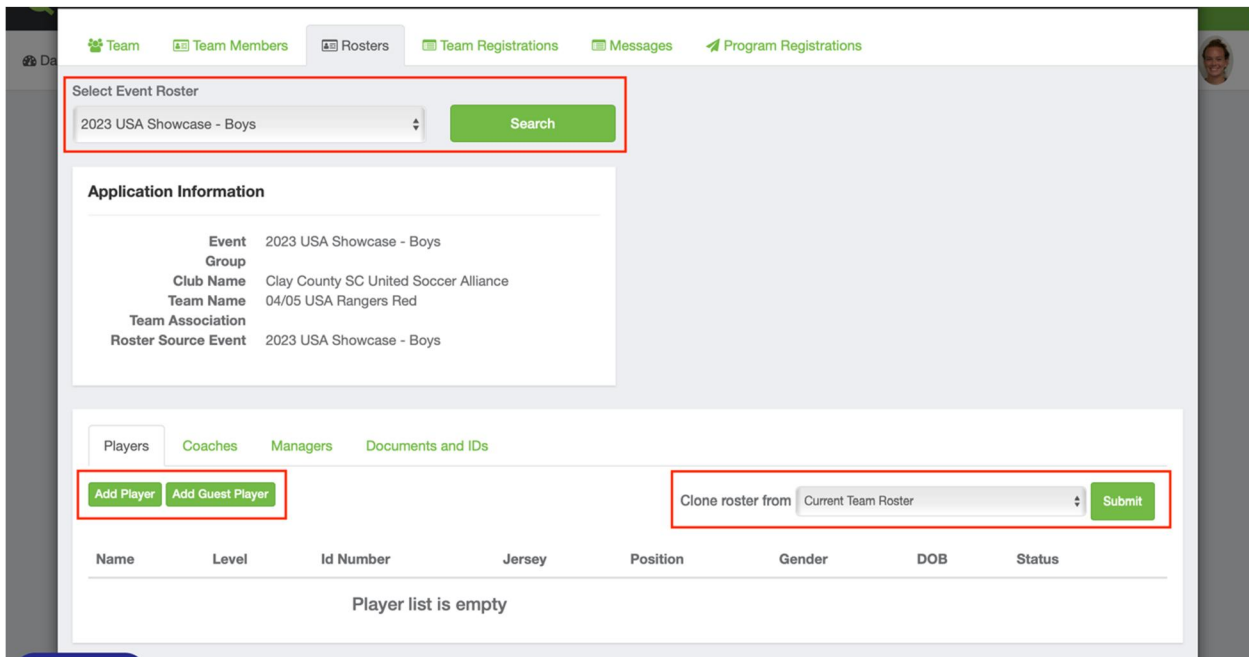 Da
Team Team Members Rosters Team Registrations Messages Program Registrations
Select Event Roster
2023 USA Showcase - Boys Search
Application Information
Event 2023 USA Showcase - Boys
Group
Club Name Clay County SC United Soccer Alliance
Team Name 04/05 USA Rangers Red
Team Association
Roster Source Event 2023 USA Showcase - Boys
Players Coaches Managers Documents and IDs
Add Player Add Guest Player Clone roster from Current Team Roster Submit
Name Level Id Number Jersey Position Gender DOB Status
Player list is empty